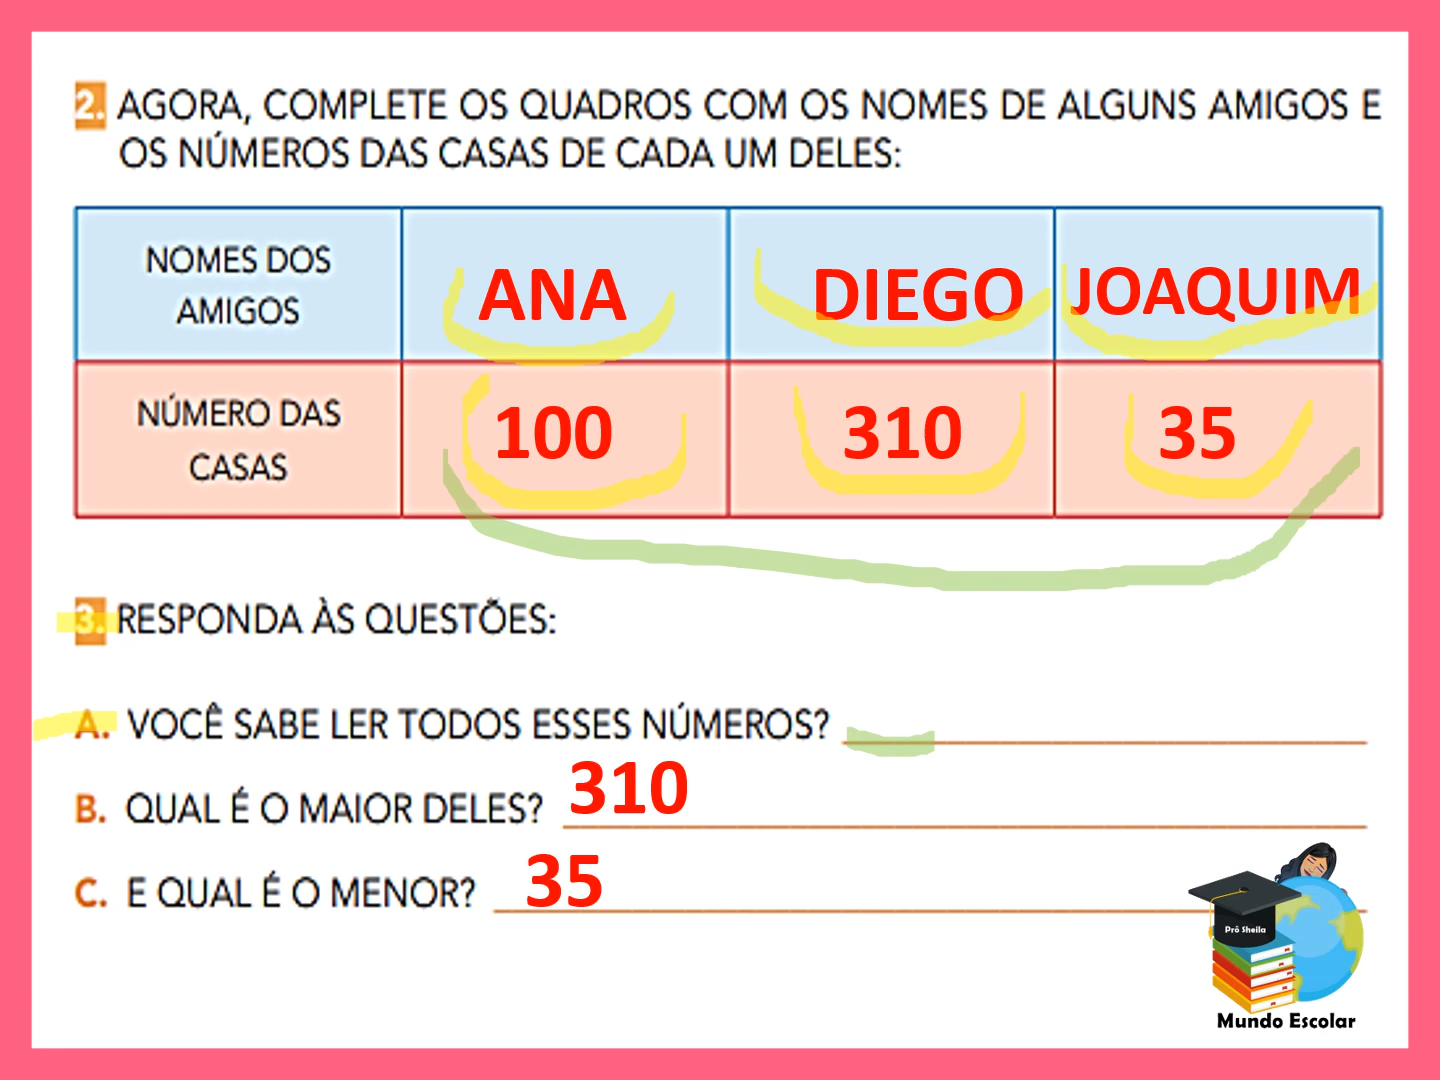 2. AGORA, COMPLETE OS QUADROS COM OS NOMES DE ALGUNS AMIGOS E
OS NÚMEROS DAS CASAS DE CADA UM DELES:
NOMES DOS
AMIGOS
ANA
DIEGO
JOAQUIM
NÚMERO DAS
CASAS
100
310
35
3. RESPONDA ÀS QUESTÕES:
A. VOCÊ SABE LER TODOS ESSES NÚMEROS?
B. QUAL É O MAIOR DELES? 310
C. E QUAL É O MENOR? 35
Prô Sheila
Mundo Escolar